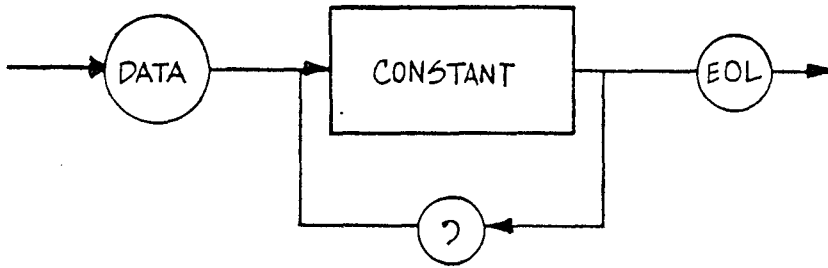 DATA
CONSTANT
EOL
,